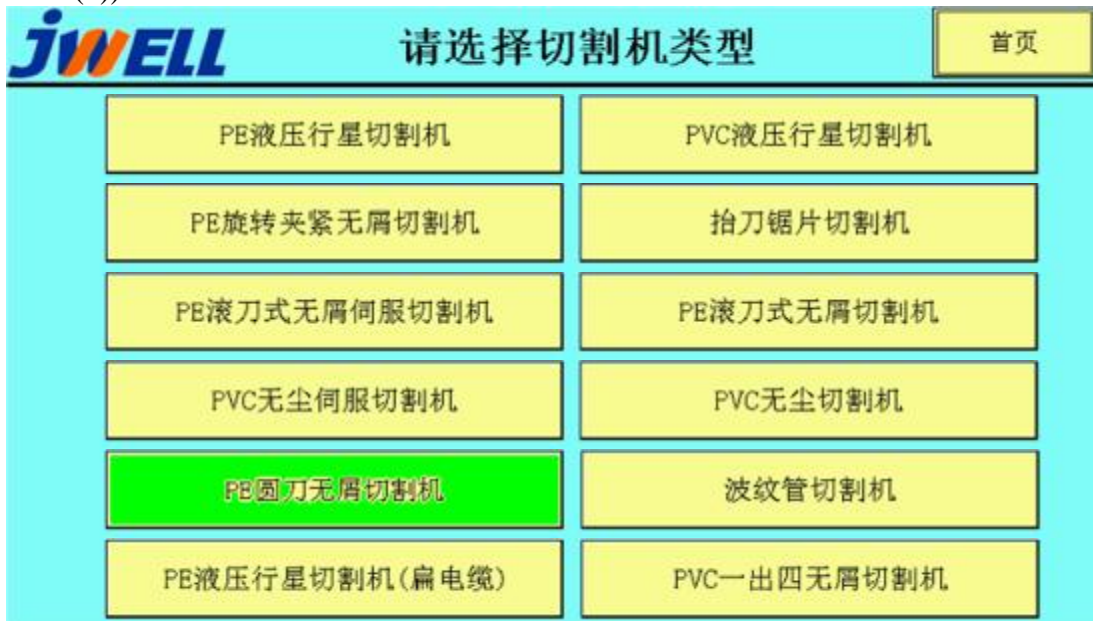 JWELL 请选择切割机类型 首页
PE液压行星切割机 PVC液压行星切割机
PE旋转夹紧无屑切割机 抬刀锯片切割机
PE滚刀式无屑伺服切割机 PE滚刀式无屑切割机
PVC无尘伺服切割机 PVC无尘切割机
PE圆刀无屑切割机 波纹管切割机
PE液压行星切割机(扁电缆) PVC一出四无屑切割机